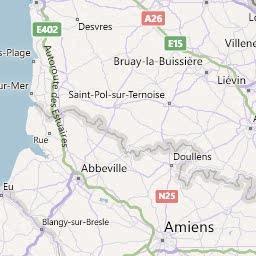 E402
A26
Desvres
E15
Villene
s-Plage
Bruay-la-Buissière
Liévin
sur-Mer
Saint-Pol-sur-Ternoise
Autoroute des Estuaires
A
Rue
Doullens
Abbeville
Eu
N25
Blangy-sur-Bresle
Amiens